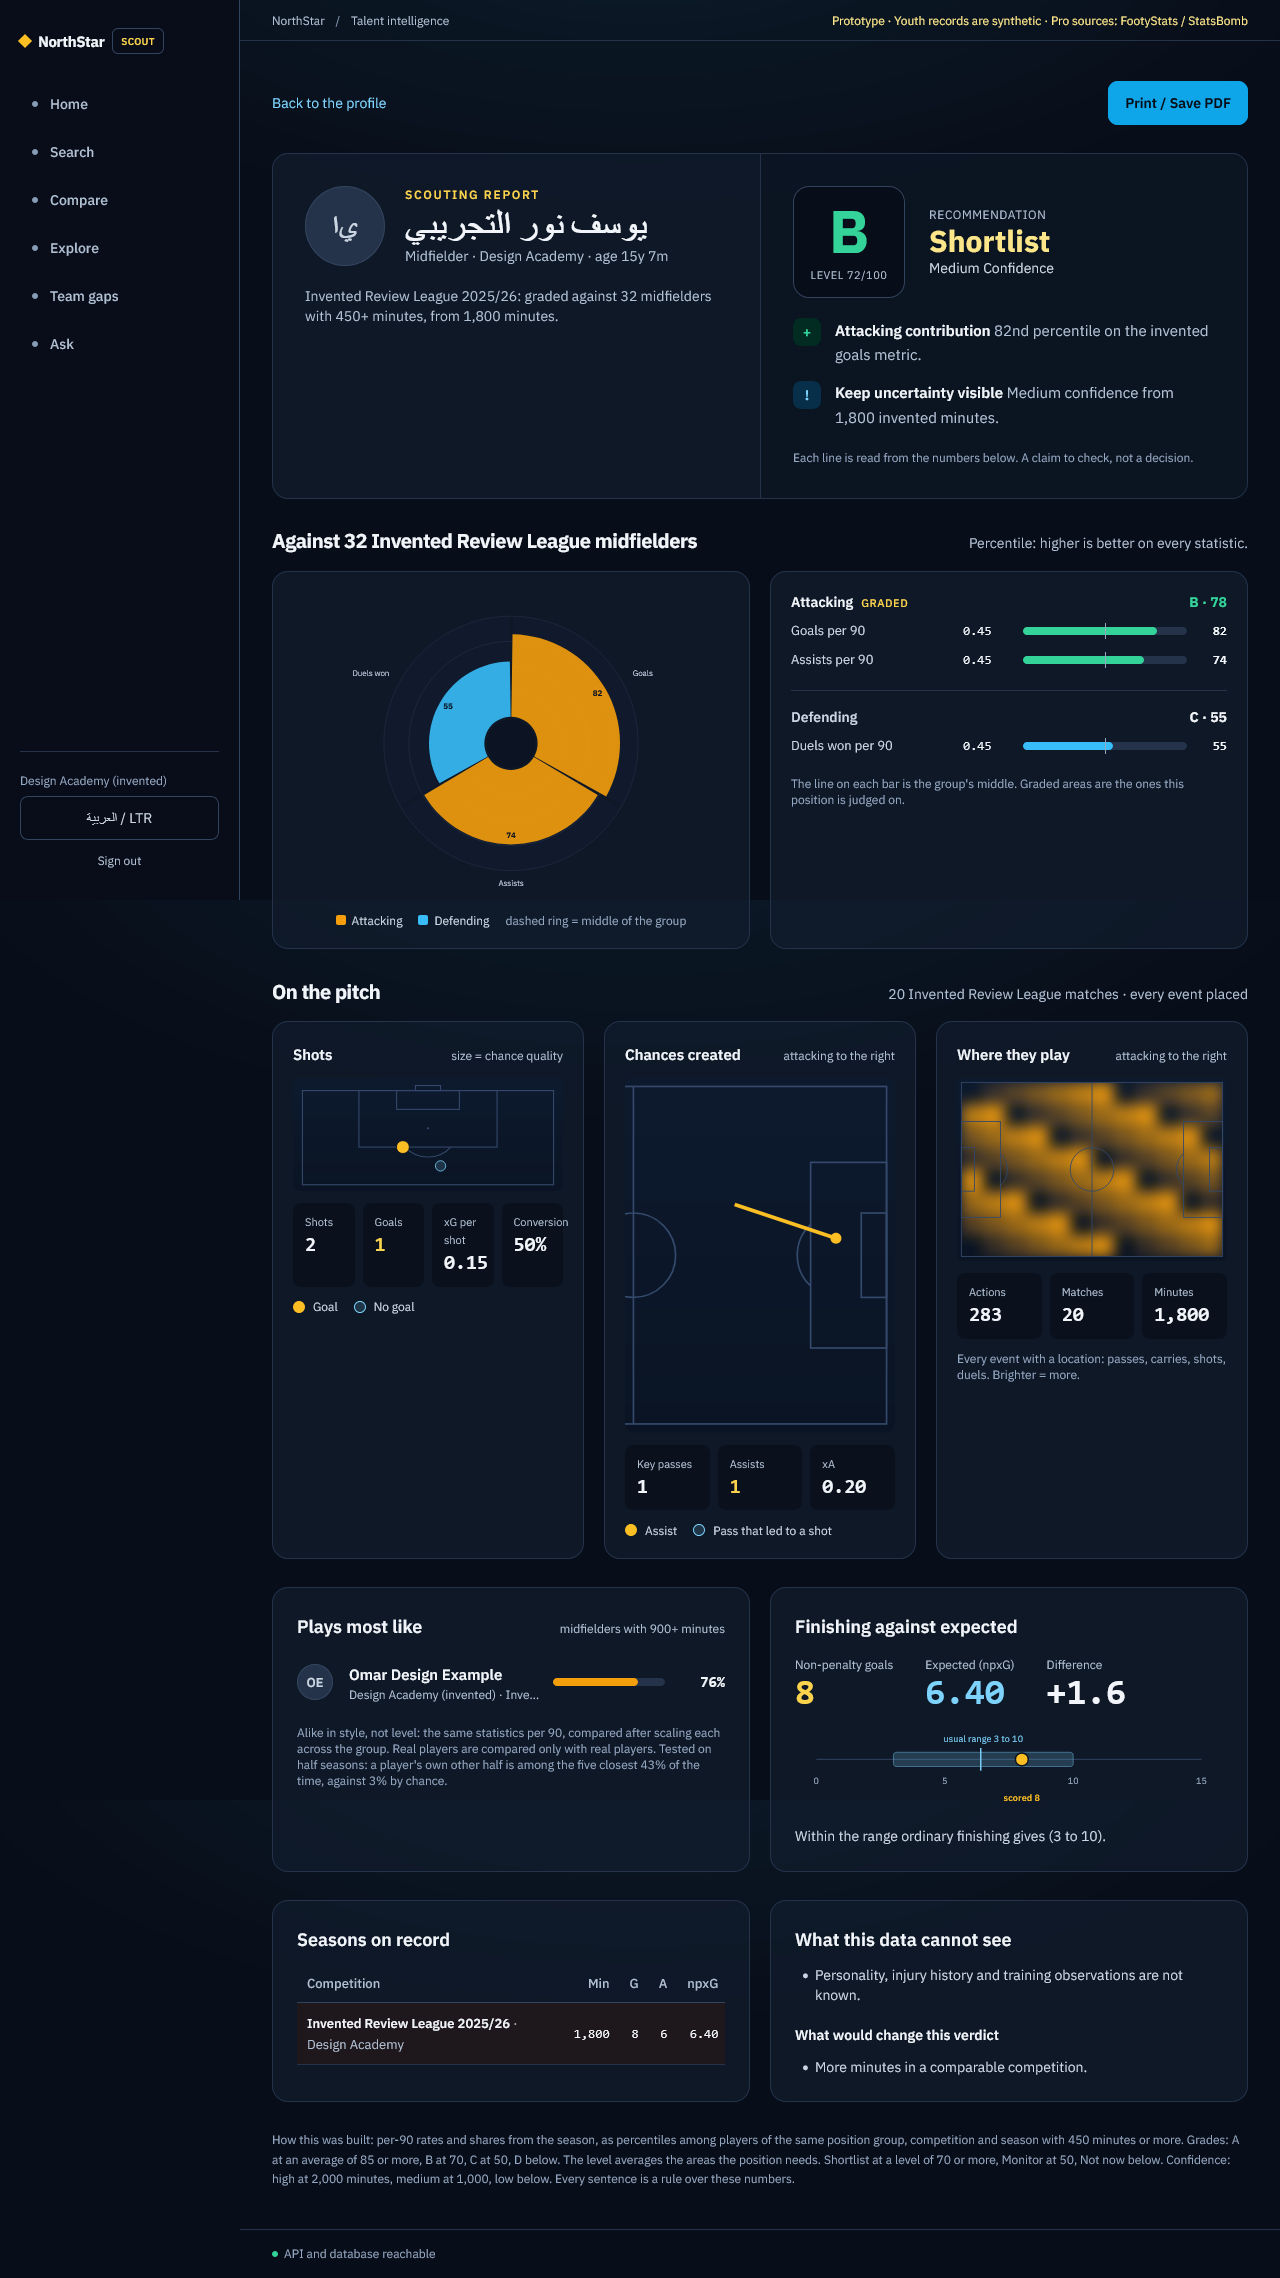 NorthStar SCOUT
Home
Search
Compare
Explore
Team gaps
Ask
Design Academy (invented)
العربية / LTR
Sign out
NorthStar / Talent intelligence
Prototype · Youth records are synthetic · Pro sources: FootyStats / StatsBomb
Back to the profile
Print / Save PDF
يا
SCOUTING REPORT
يوسف نور التجريبي
Midfielder · Design Academy · age 15y 7m
Invented Review League 2025/26: graded against 32 midfielders
with 450+ minutes, from 1,800 minutes.
B
LEVEL 72/100
RECOMMENDATION
Shortlist
Medium Confidence
+ Attacking contribution 82nd percentile on the invented
goals metric.
! Keep uncertainty visible Medium confidence from
1,800 invented minutes.
Each line is read from the numbers below. A claim to check, not a decision.
Against 32 Invented Review League midfielders
Percentile: higher is better on every statistic.
Duels won
Goals
82
55
74
Assists
Attacking
Defending
dashed ring = middle of the group
Attacking GRADED B · 78
Goals per 90 0.45 82
Assists per 90 0.45 74
Defending C · 55
Duels won per 90 0.45 55
The line on each bar is the group's middle. Graded areas are the ones this
position is judged on.
On the pitch
20 Invented Review League matches · every event placed
Shots size = chance quality
Shots
2
Goals
1
xG per
shot
0.15
Conversion
50%
Goal
No goal
Chances created attacking to the right
Key passes
1
Assists
1
xA
0.20
Assist
Pass that led to a shot
Where they play attacking to the right
Actions
283
Matches
20
Minutes
1,800
Every event with a location: passes, carries, shots,
duels. Brighter = more.
Plays most like midfielders with 900+ minutes
OE
Omar Design Example
Design Academy (invented) · Inve...
76%
Alike in style, not level: the same statistics per 90, compared after scaling each
across the group. Real players are compared only with real players. Tested on
half seasons: a player's own other half is among the five closest 43% of the
time, against 3% by chance.
Finishing against expected
Non-penalty goals
8
Expected (npxG)
6.40
Difference
+1.6
usual range 3 to 10
0 5 10 15
scored 8
Within the range ordinary finishing gives (3 to 10).
Seasons on record
Competition Min G A npxG
Invented Review League 2025/26 ·
Design Academy
1,800 8 6 6.40
What this data cannot see
• Personality, injury history and training observations are not
known.
What would change this verdict
• More minutes in a comparable competition.
How this was built: per-90 rates and shares from the season, as percentiles among players of the same position group, competition and season with 450 minutes or more. Grades: A
at an average of 85 or more, B at 70, C at 50, D below. The level averages the areas the position needs. Shortlist at a level of 70 or more, Monitor at 50, Not now below. Confidence:
high at 2,000 minutes, medium at 1,000, low below. Every sentence is a rule over these numbers.
API and database reachable